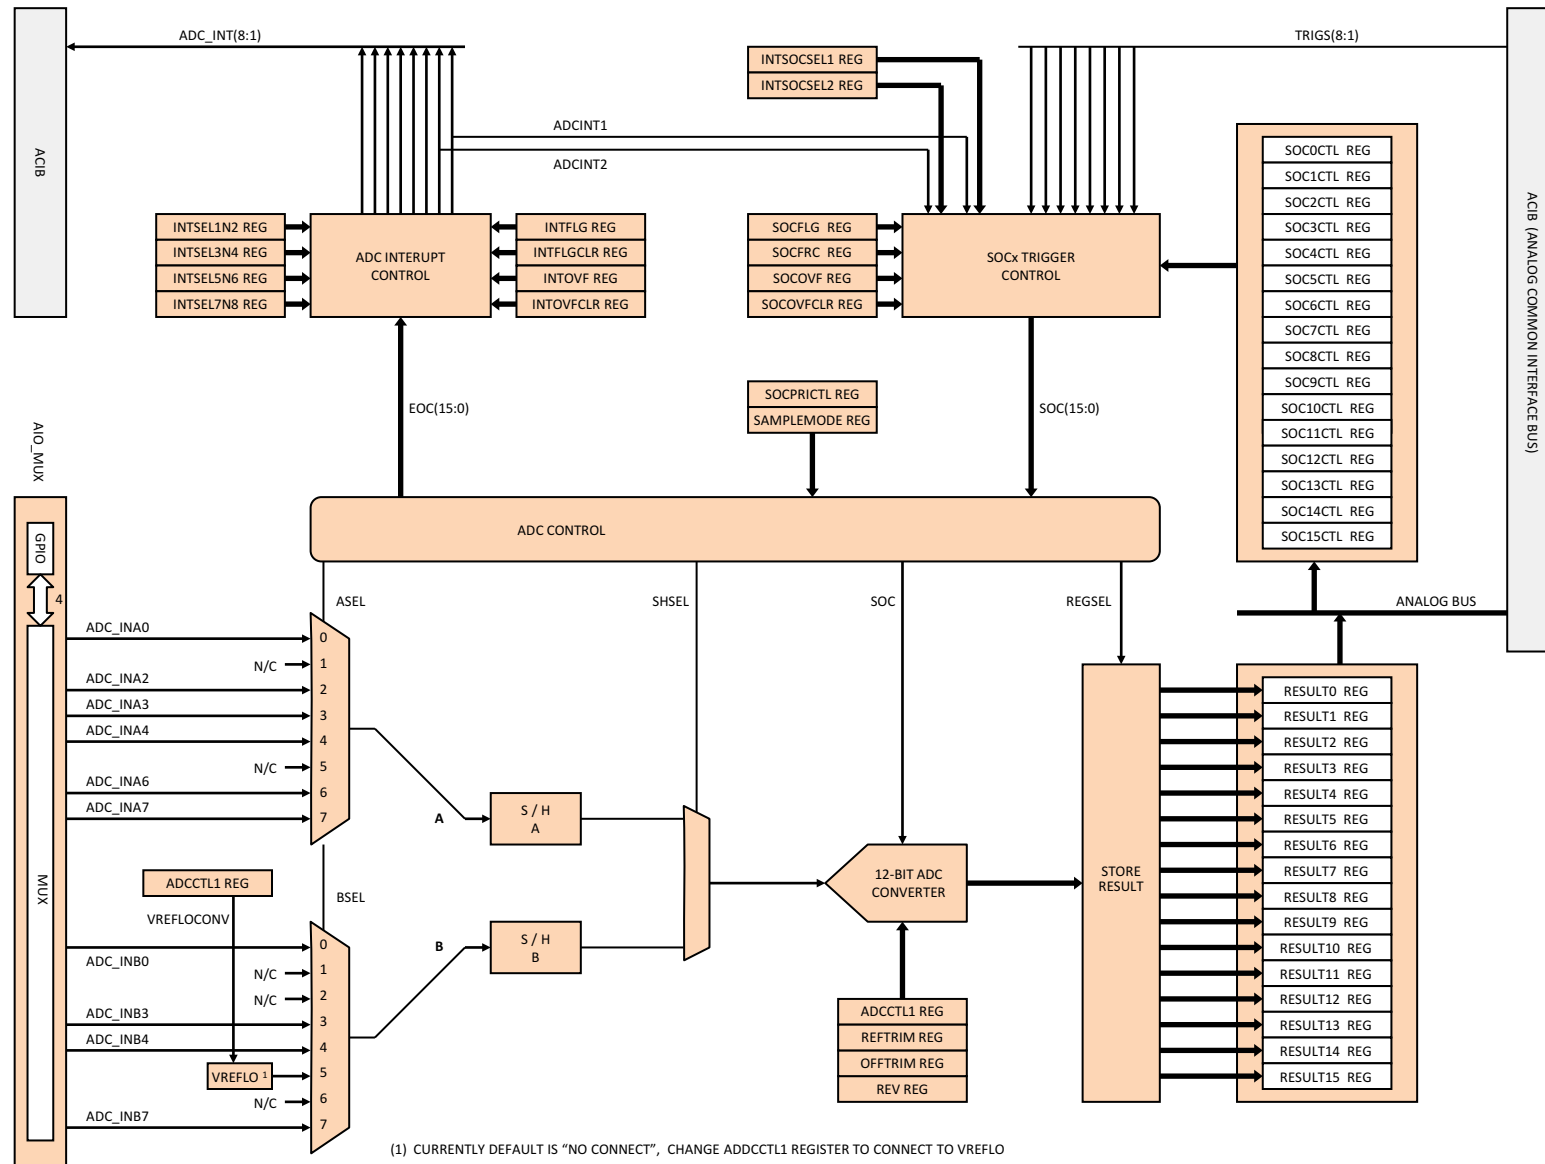 ADC_INT(8:1)
TRIGS(8:1)
INTSOCSEL1 REG
INTSOCSEL2 REG
ACIB
ADCINT1
ADCINT2
SOC0CTL REG
SOC1CTL REG
SOC2CTL REG
SOC3CTL REG
SOC4CTL REG
SOC5CTL REG
SOC6CTL REG
SOC7CTL REG
SOC8CTL REG
SOC9CTL REG
SOC10CTL REG
SOC11CTL REG
SOC12CTL REG
SOC13CTL REG
SOC14CTL REG
SOC15CTL REG
ACIB (ANALOG COMMON INTERFACE BUS)
INTSEL1N2 REG
INTSEL3N4 REG
INTSEL5N6 REG
INTSEL7N8 REG
ADC INTERUPT
CONTROL
INTFLG REG
INTFLGCLR REG
INTOVF REG
INTOVFCLR REG
SOCFLG REG
SOCFRC REG
SOCOVF REG
SOCOVFCLR REG
SOCx TRIGGER
CONTROL
EOC(15:0)
SOCPRICTL REG
SAMPLEMODE REG
SOC(15:0)
AIO_MUX
ADC CONTROL
GPIO
4
MUX
ASEL
SHSEL
SOC
REGSEL
ANALOG BUS
ADC_INA0
N/C
ADC_INA2
ADC_INA3
ADC_INA4
N/C
ADC_INA6
ADC_INA7
0
1
2
3
4
5
6
7
A
S / H
A
ADCCTL1 REG
VREFLOCONV
BSEL
ADC_INB0
N/C
N/C
ADC_INB3
ADC_INB4
VREFLO 1
N/C
ADC_INB7
0
1
2
3
4
5
6
7
B
S / H
B
12-BIT ADC
CONVERTER
ADCCTL1 REG
REFTRIM REG
OFFTRIM REG
REV REG
STORE
RESULT
RESULT0 REG
RESULT1 REG
RESULT2 REG
RESULT3 REG
RESULT4 REG
RESULT5 REG
RESULT6 REG
RESULT7 REG
RESULT8 REG
RESULT9 REG
RESULT10 REG
RESULT11 REG
RESULT12 REG
RESULT13 REG
RESULT14 REG
RESULT15 REG
(1) CURRENTLY DEFAULT IS “NO CONNECT”, CHANGE ADDCCTL1 REGISTER TO CONNECT TO VREFLO